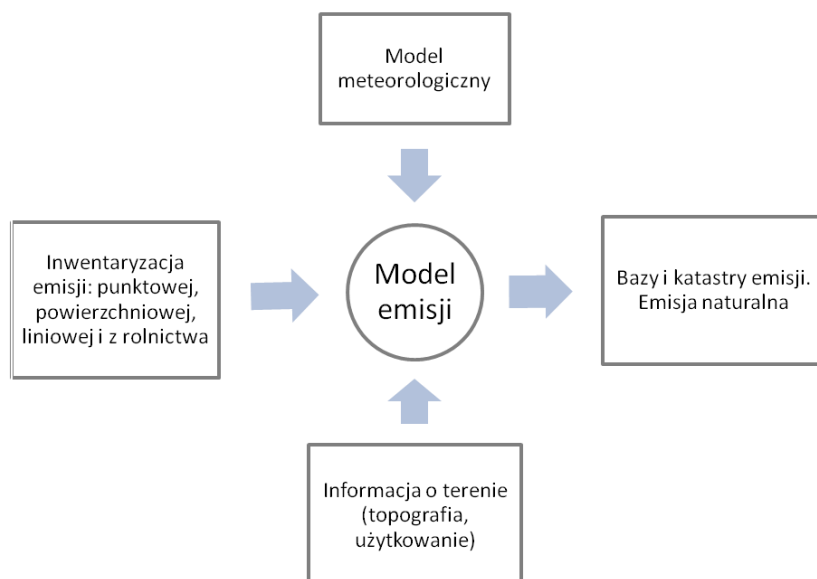 Model
meteorologiczny
Inwentaryzacja
emisji: punktowej,
powierzchniowej,
liniowej i z rolnictwa
Model
emisji
Bazy i katastry emisji.
Emisja naturalna
Informacja o terenie
(topografia,
użytkowanie)